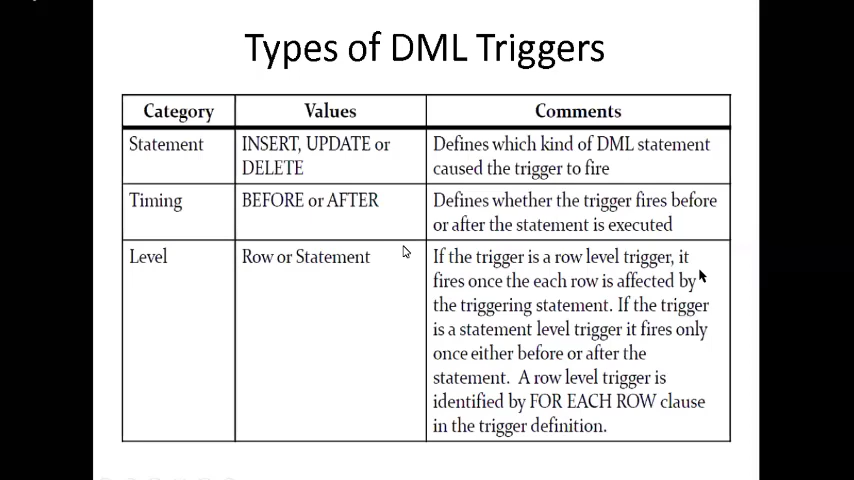 Types of DML Triggers
Category Values Comments
Statement INSERT, UPDATE or Defines which kind of DML statement
DELETE caused the trigger to fire
Timing BEFORE or AFTER Defines whether the trigger fires before
or after the statement is executed
Level Row or Statement If the trigger is a row level trigger, it
fires once the each row is affected by
the triggering statement. If the trigger
is a statement level trigger it fires only
once either before or after the
statement. A row level trigger is
identified by FOR EACH ROW clause
in the trigger definition.